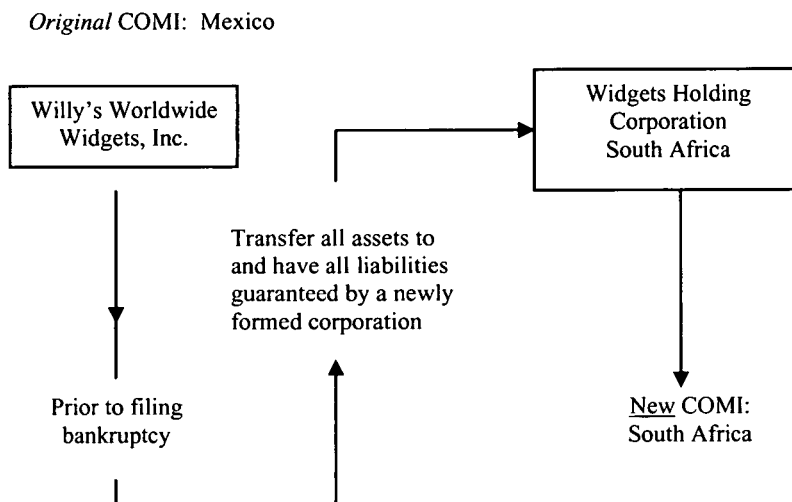 Original COMI: Mexico
Willy's Worldwide
Widgets, Inc.
Prior to filing
bankruptcy
Transfer all assets to
and have all liabilities
guaranteed by a newly
formed corporation
Widgets Holding
Corporation
South Africa
New COMI:
South Africa